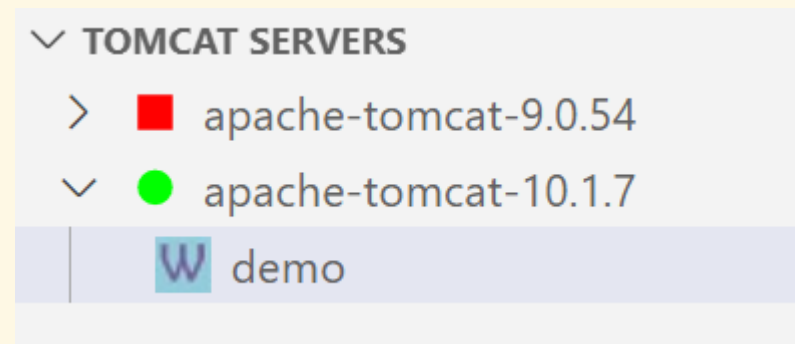 TOMCAT SERVERS
apache-tomcat-9.0.54
apache-tomcat-10.1.7
W demo